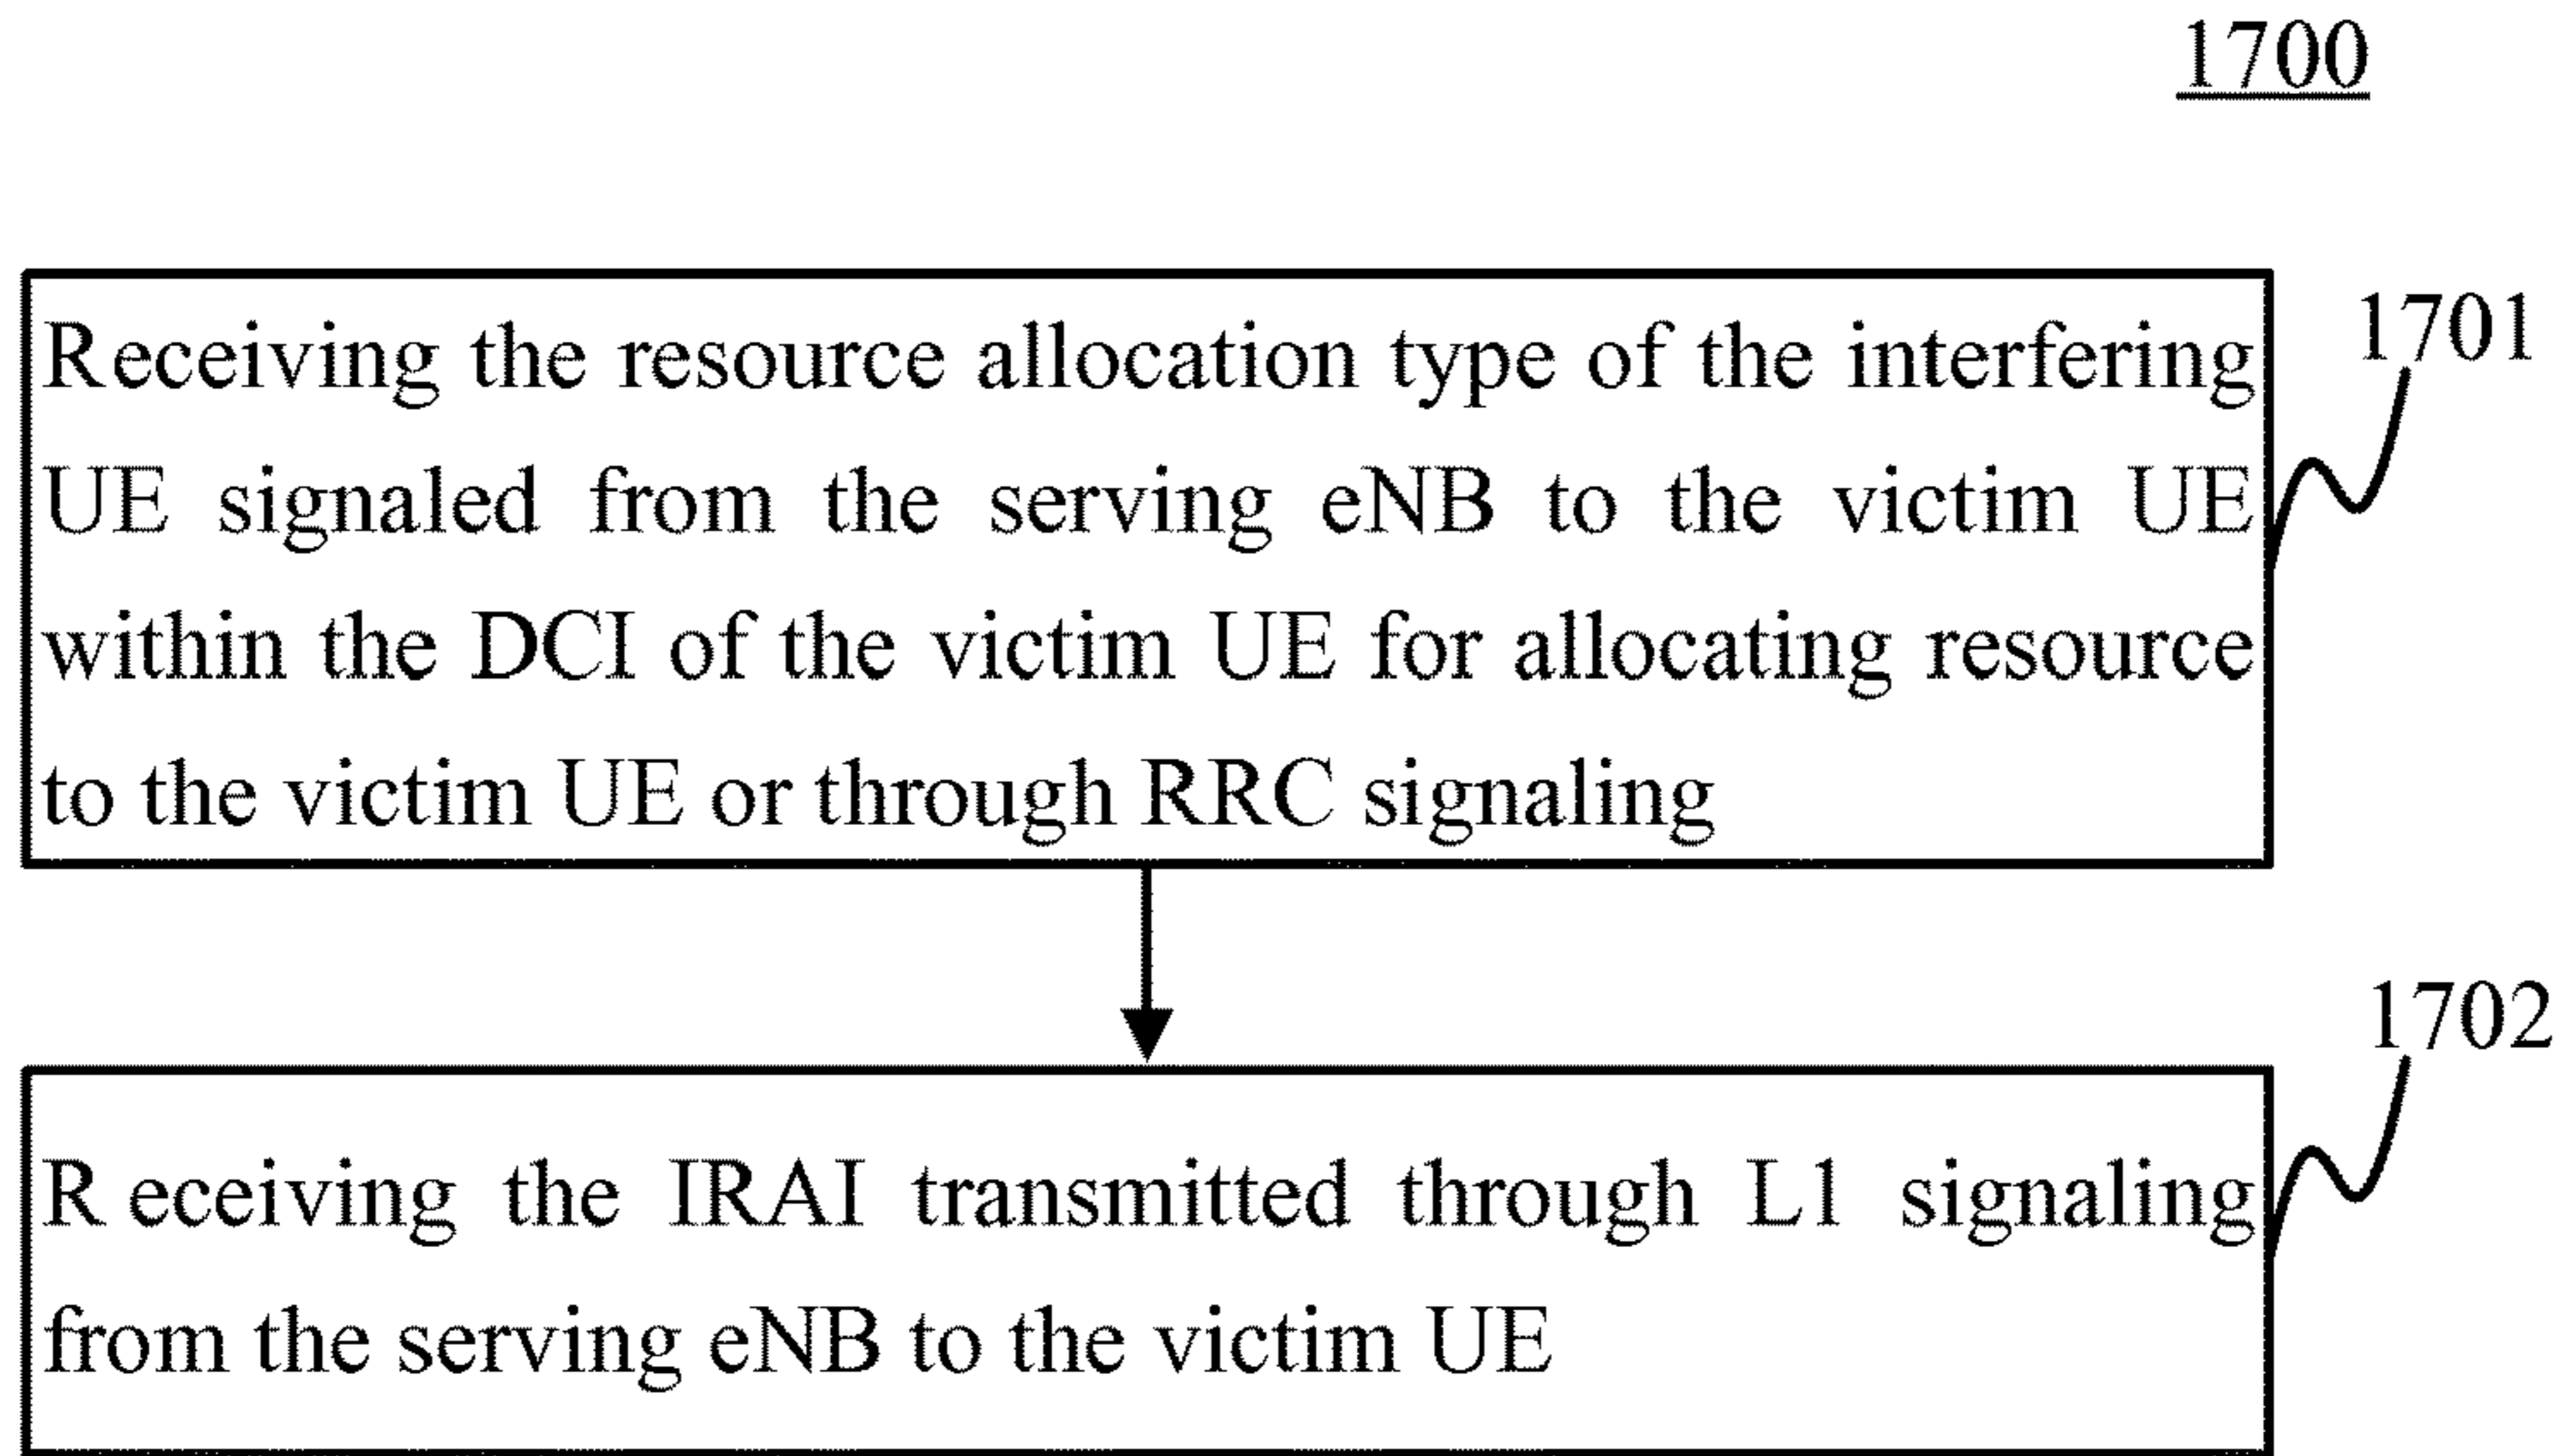 1700
Receiving the resource allocation type of the interfering
1701
UE signaled from the serving eNB to the victim UE
within the DCI of the victim UE for allocating resource
to the victim UE or through RRC signaling
1702
R eceiving the IRAI transmitted through L1 signaling
from the serving eNB to the victim UE